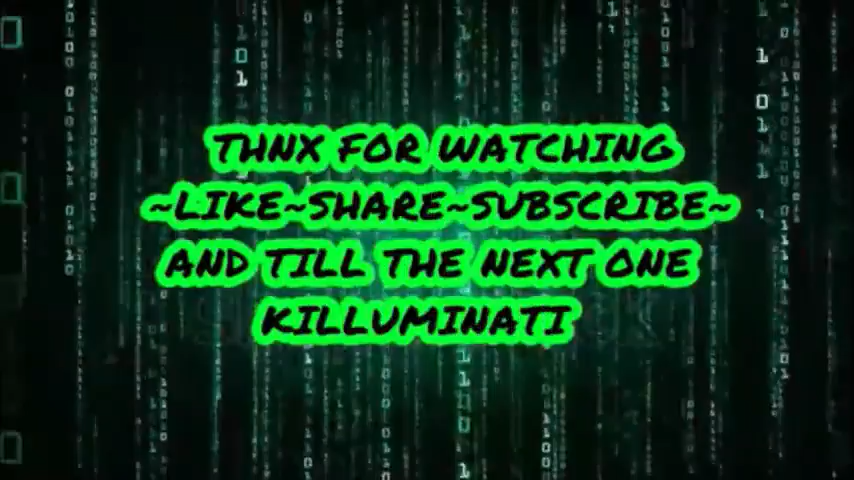 THNX FOR WATCHING
~LIKE~SHARE~SUBSCRIBE~
AND TILL THE NEXT ONE
KILLUMINATI